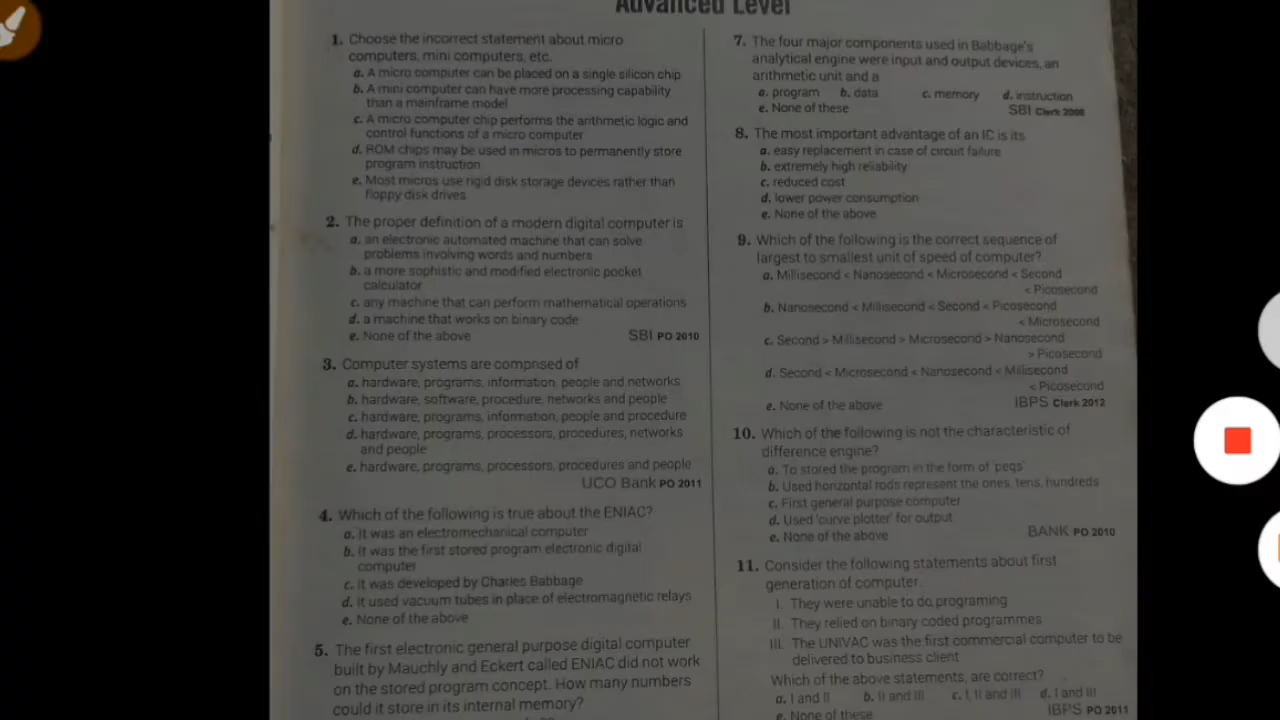 Advanced Level
1. Choose the incorrect statement about micro
computers, mini computers, etc.
a. A micro computer can be placed on a single silicon chip
b. A mini computer can have more processing capability
than a mainframe model
c. A micro computer chip performs the arithmetic logic and
control functions of a micro computer
d. ROM chips may be used in micros to permanently store
program instruction
e. Most micros use rigid disk storage devices rather than
floppy disk drives
2. The proper definition of a modern digital computer is
a. an electronic automated machine that can solve
problems involving words and numbers
b. a more sophistic and modified electronic pocket
calculator
c. any machine that can perform mathematical operations
d. a machine that works on binary code
e. None of the above SBI PO 2010
3. Computer systems are comprised of
a. hardware, programs, information, people and networks
b. hardware, software, procedure, networks and people
c. hardware, programs, information, people and procedure
d. hardware, programs, processors, procedures, networks
and people
e. hardware, programs, processors, procedures and people
UCO Bank PO 2011
4. Which of the following is true about the ENIAC?
a. It was an electromechanical computer
b. It was the first stored program electronic digital
computer
c. It was developed by Charles Babbage
d. It used vacuum tubes in place of electromagnetic relays
e. None of the above
5. The first electronic general purpose digital computer
built by Mauchly and Eckert called ENIAC did not work
on the stored program concept. How many numbers
could it store in its internal memory?
7. The four major components used in Babbage's
analytical engine were input and output devices, an
arithmetic unit and a
a. program b. data c. memory d. instruction
e. None of these SBI Clerk 2008
8. The most important advantage of an IC is its
a. easy replacement in case of circuit failure
b. extremely high reliability
c. reduced cost
d. lower power consumption
e. None of the above
9. Which of the following is the correct sequence of
largest to smallest unit of speed of computer?
a. Millisecond < Nanosecond < Microsecond < Second
< Picosecond
b. Nanosecond < Millisecond < Second < Picosecond
< Microsecond
c. Second > Millisecond > Microsecond > Nanosecond
> Picosecond
d. Second < Microsecond < Nanosecond < Millisecond
< Picosecond
e. None of the above IBPS Clerk 2012
10. Which of the following is not the characteristic of
difference engine?
a. To stored the program in the form of 'pegs'
b. Used horizontal rods represent the ones, tens, hundreds
c. First general purpose computer
d. Used 'curve plotter' for output
e. None of the above BANK PO 2010
11. Consider the following statements about first
generation of computer.
I. They were unable to do programing
II. They relied on binary coded programmes
III. The UNIVAC was the first commercial computer to be
delivered to business client
Which of the above statements, are correct?
a. I and II b. II and III c. I, II and III d. I and III
e. None of these IBPS PO 2011